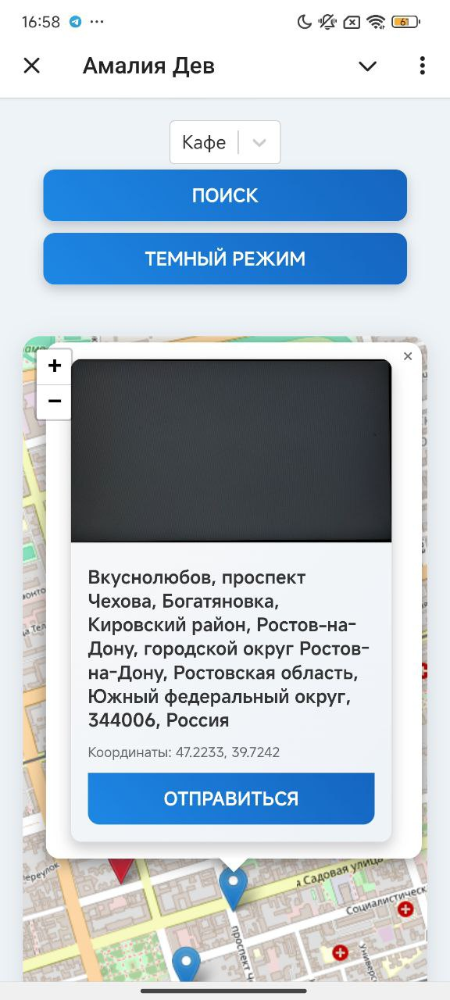 16:58
Амалия Дев
Кафе
ПОИСК
ТЕМНЫЙ РЕЖИМ
+
−
×
Вкуснолюбов, проспект
Чехова, Богатяновка,
Кировский район, Ростов-на-
Дону, городской округ Ростов-
на-Дону, Ростовская область,
Южный федеральный округ,
344006, Россия
Координаты: 47.2233, 39.7242
ОТПРАВИТЬСЯ
а Садовая улица
Социалистическ
проспект Ч